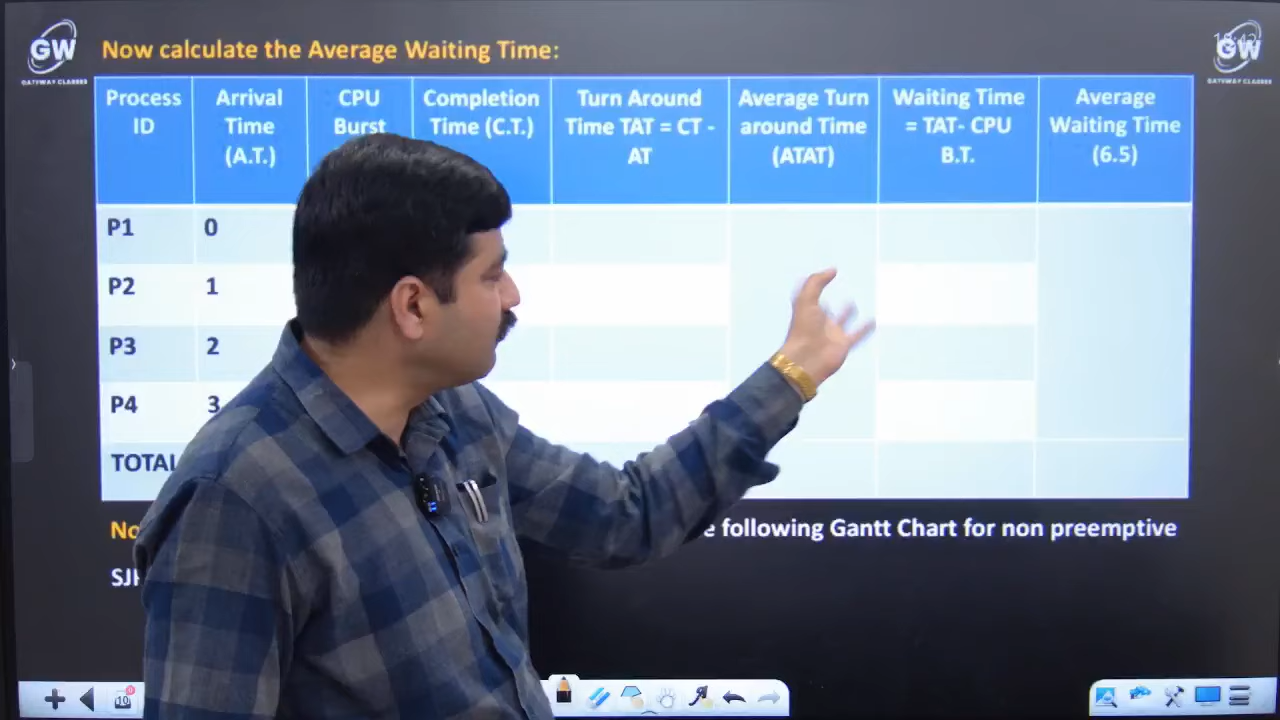 GW
GATEWAY CLASSES
Now calculate the Average Waiting Time:
GW
GATEWAY CLASSES
Process ID
Arrival Time (A.T.)
CPU Burst
Completion Time (C.T.)
Turn Around Time TAT = CT - AT
Average Turn around Time (ATAT)
Waiting Time = TAT- CPU B.T.
Average Waiting Time (6.5)
P1 0
P2 1
P3 2
P4 3
TOTAL
following Gantt Chart for non preemptive
10